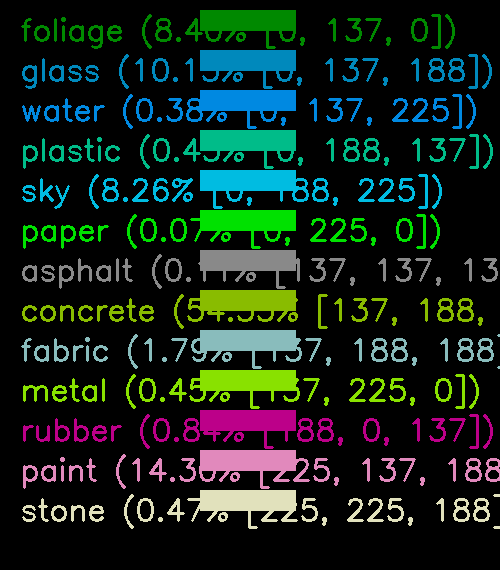 foliage (8.40% [0, 137, 0])
glass (10.15% [0, 137, 188])
water (0.38% [0, 137, 225])
plastic (0.45% [0, 188, 137])
sky (8.26% [0, 188, 225])
paper (0.07% [0, 225, 0])
asphalt (0.11% [137, 137, 13
concrete (54.55% [137, 188,
fabric (1.79% [137, 188, 188]
metal (0.45% [137, 225, 0])
rubber (0.84% [188, 0, 137])
paint (14.30% [225, 137, 188
stone (0.47% [225, 225, 188]